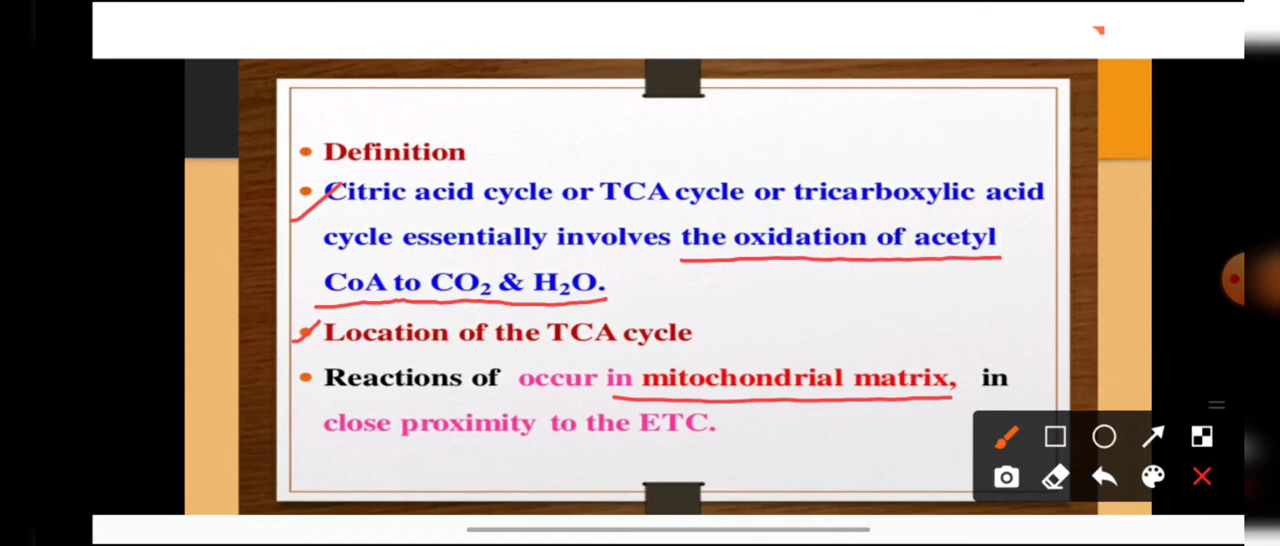 • Definition
• Citric acid cycle or TCA cycle or tricarboxylic acid
cycle essentially involves the oxidation of acetyl
CoA to CO₂ & H₂O.
• Location of the TCA cycle
• Reactions of occur in mitochondrial matrix, in
close proximity to the ETC.